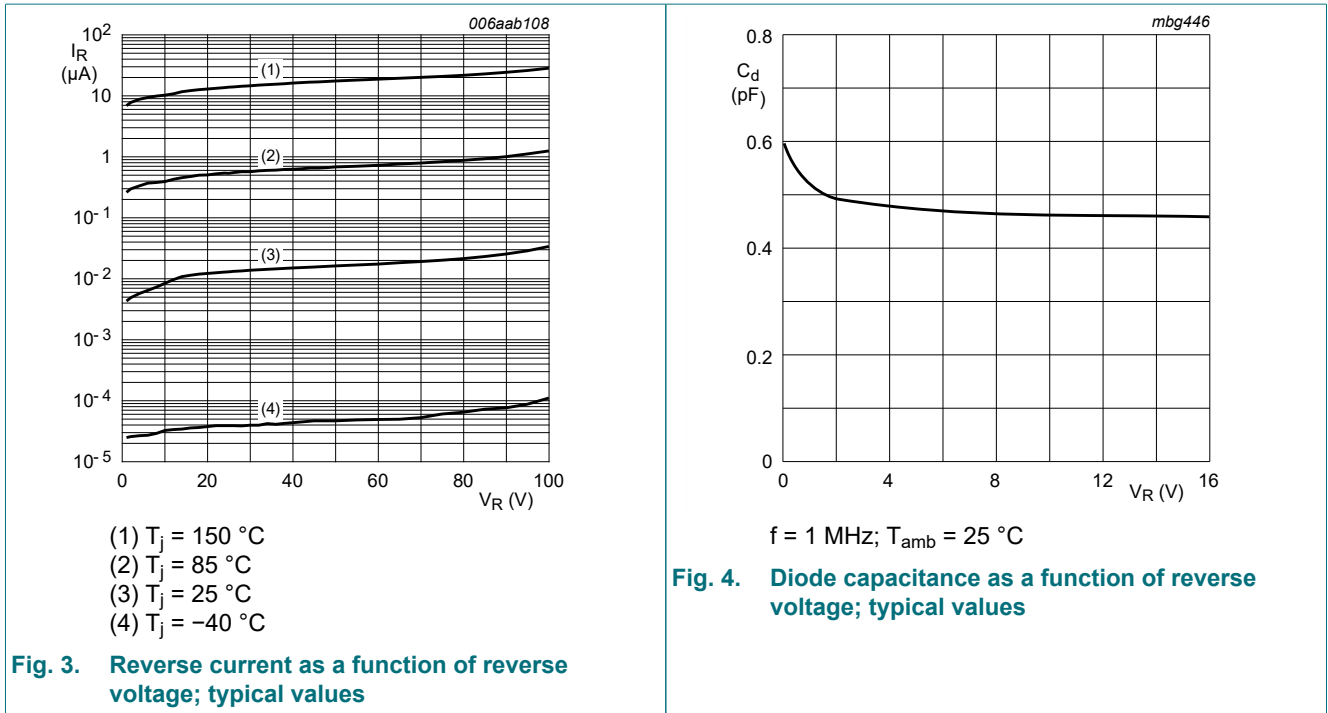 006aab108
I_R
(µA)
10²
10
1
10⁻¹
10⁻²
10⁻³
10⁻⁴
10⁻⁵
(1)
(2)
(3)
(4)
0 20 40 60 80 100
V_R (V)
(1) T_j = 150 °C
(2) T_j = 85 °C
(3) T_j = 25 °C
(4) T_j = −40 °C
Fig. 3. Reverse current as a function of reverse
voltage; typical values
mbg446
C_d
(pF)
0.8
0.6
0.4
0.2
0
0 4 8 12 16
V_R (V)
f = 1 MHz; T_amb = 25 °C
Fig. 4. Diode capacitance as a function of reverse
voltage; typical values